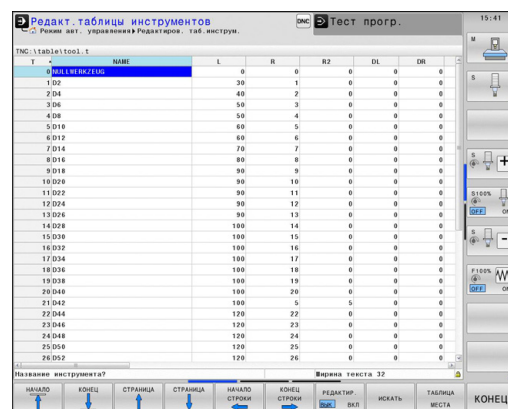 Редакт.таблицы инструментов
DNC
Тест прогр.
15:41
Режим авт. управления Редактиров. таб.инструм.
TNC:\table\tool.t
T NAME L R R2 DL DR
0 NULLWERKZEUG 0 0 0 0 0
1 D2 30 1 0 0 0
2 D4 40 2 0 0 0
3 D6 50 3 0 0 0
4 D8 50 4 0 0 0
5 D10 60 5 0 0 0
6 D12 60 6 0 0 0
7 D14 70 7 0 0 0
8 D16 80 8 0 0 0
9 D18 90 9 0 0 0
10 D20 90 10 0 0 0
11 D22 90 11 0 0 0
12 D24 90 12 0 0 0
13 D26 90 13 0 0 0
14 D28 100 14 0 0 0
15 D30 100 15 0 0 0
16 D32 100 16 0 0 0
17 D34 100 17 0 0 0
18 D36 100 18 0 0 0
19 D38 100 19 0 0 0
20 D40 100 20 0 0 0
21 D42 100 5 5 0 0
22 D44 120 22 0 0 0
23 D46 120 23 0 0 0
24 D48 120 24 0 0 0
25 D50 120 25 0 0 0
26 D52 120 26 0 0 0
Название инструмента? Ширина текста 32
M
S
S
S100%
OFF
S
F100%
OFF
НАЧАЛО
КОНЕЦ
СТРАНИЦА
СТРАНИЦА
НАЧАЛО
СТРОКИ
КОНЕЦ
СТРОКИ
РЕДАКТИР.
ВЫК ВКЛ
ИСКАТЬ
ТАБЛИЦА
МЕСТА
КОНЕЦ